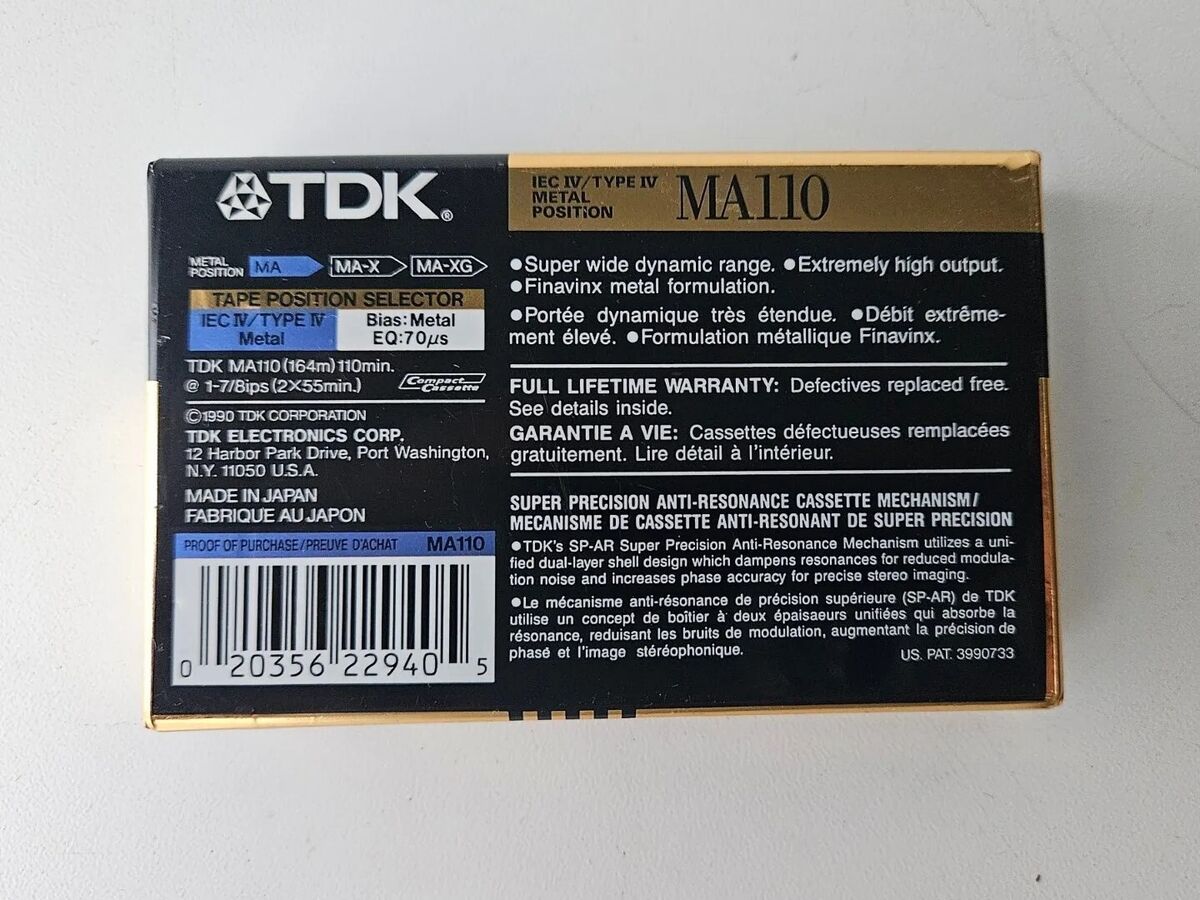 TDK®
METAL
POSITION
MA
MA-X
MA-XG
TAPE POSITION SELECTOR
IEC IV/TYPE IV
Metal
Bias: Metal
EQ: 70µs
TDK MA110 (164m) 110min.
@ 1-7/8ips (2×55min.)
Compact
Cassette
©1990 TDK CORPORATION
TDK ELECTRONICS CORP.
12 Harbor Park Drive, Port Washington,
N.Y. 11050 U.S.A.
MADE IN JAPAN
FABRIQUE AU JAPON
PROOF OF PURCHASE/PREUVE D'ACHAT MA110
0 20356 22940 5
IEC IV/TYPE IV
METAL
POSITION
MA110
•Super wide dynamic range. •Extremely high output.
•Finavinx metal formulation.
•Portée dynamique très étendue. •Débit extrême-
ment élevé. •Formulation métallique Finavinx.
FULL LIFETIME WARRANTY: Defectives replaced free.
See details inside.
GARANTIE A VIE: Cassettes défectueuses remplacées
gratuitement. Lire détail à l'intérieur.
SUPER PRECISION ANTI-RESONANCE CASSETTE MECHANISM/
MECANISME DE CASSETTE ANTI-RESONANT DE SUPER PRECISION
•TDK's SP-AR Super Precision Anti-Resonance Mechanism utilizes a uni-
fied dual-layer shell design which dampens resonances for reduced modula-
tion noise and increases phase accuracy for precise stereo imaging.
•Le mécanisme anti-résonance de précision supérieure (SP-AR) de TDK
utilise un concept de boîtier à deux épaisaeurs unifiées qui absorbe la
résonance, reduisant les bruits de modulation, augmentant la précision de
phasé et l'image stéréophonique.
US. PAT. 3990733